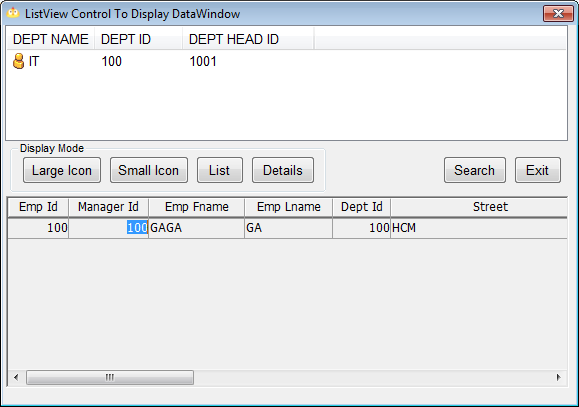 ListView Control To Display DataWindow
DEPT NAME DEPT ID DEPT HEAD ID
IT 100 1001
Display Mode
Large Icon Small Icon List Details Search Exit
Emp Id Manager Id Emp Fname Emp Lname Dept Id Street
100 100 GAGA GA 100 HCM